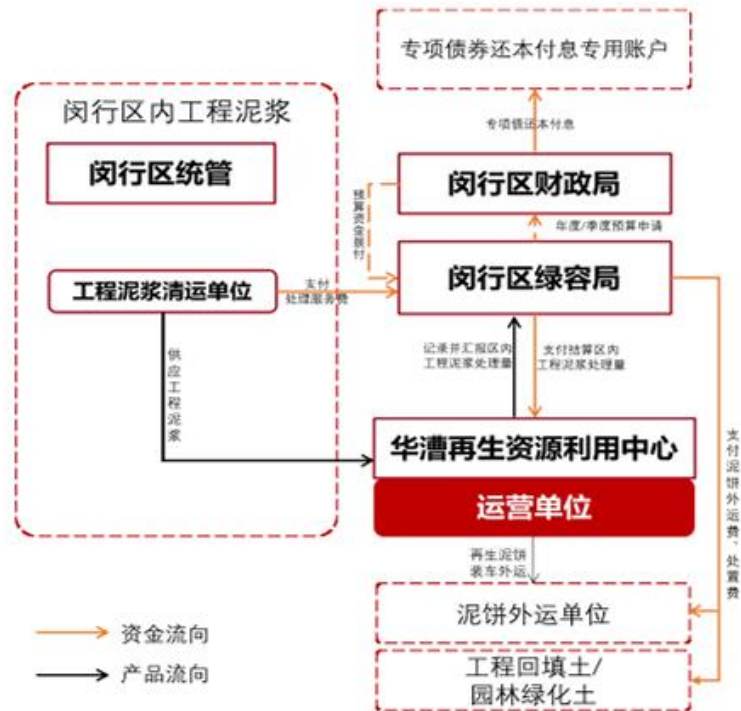 专项债券还本付息专用账户
闵行区内工程泥浆
专项债还本付息
闵行区统管
闵行区财政局
预算资金拨付
年度/季度预算申请
工程泥浆清运单位
支付
处理服务费
闵行区绿容局
供应工程泥浆
记录并汇报区内
工程泥浆处理量
支付结算区内
工程泥浆处理量
华漕再生资源利用中心
运营单位
支付泥饼外运费、处置费
再生泥饼
装车外运
泥饼外运单位
资金流向
产品流向
工程回填土/
园林绿化土